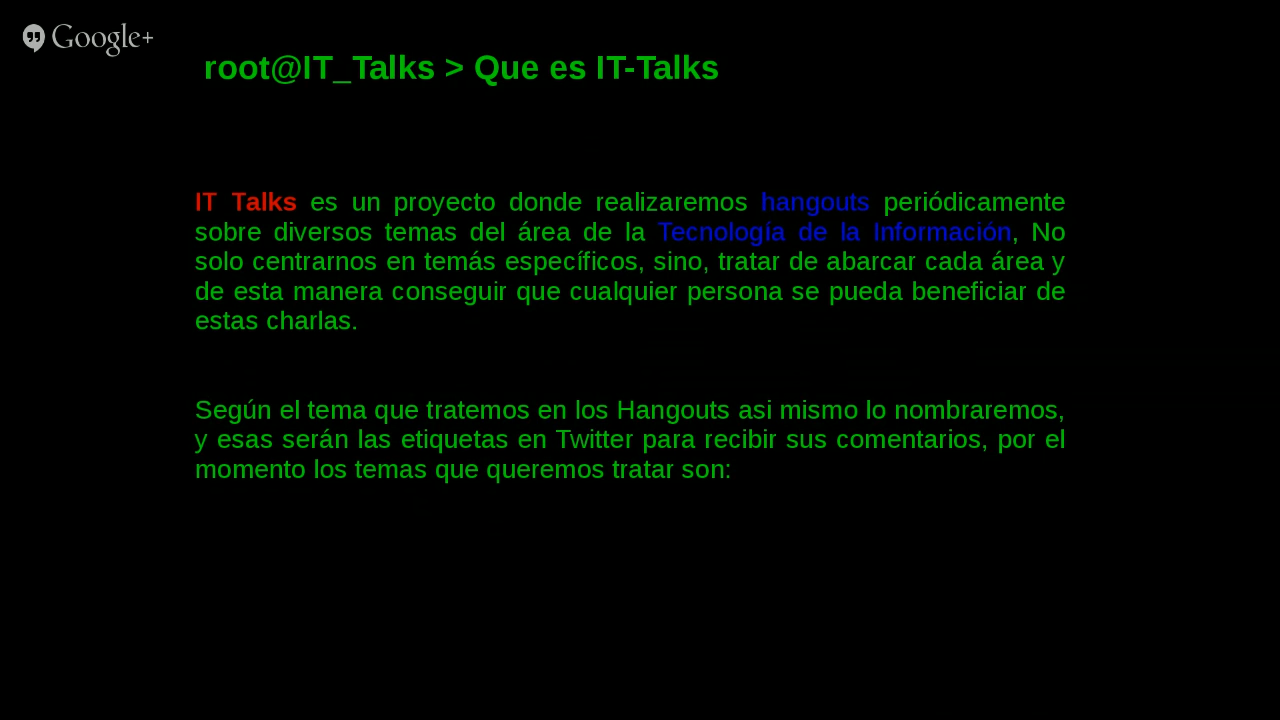 Google+
root@IT_Talks > Que es IT-Talks
IT Talks es un proyecto donde realizaremos hangouts periódicamente
sobre diversos temas del área de la Tecnología de la Información, No
solo centrarnos en temás específicos, sino, tratar de abarcar cada área y
de esta manera conseguir que cualquier persona se pueda beneficiar de
estas charlas.
Según el tema que tratemos en los Hangouts asi mismo lo nombraremos,
y esas serán las etiquetas en Twitter para recibir sus comentarios, por el
momento los temas que queremos tratar son: